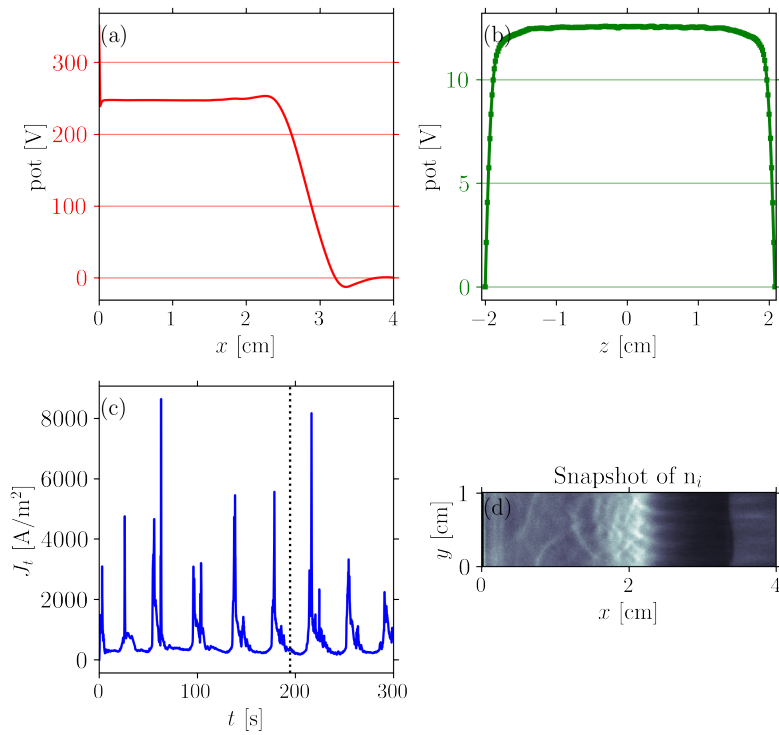 (a)
300
200
100
0
pot [V]
0 1 2 3 4
x [cm]
(b)
10
5
0
pot [V]
−2 −1 0 1 2
z [cm]
(c)
8000
6000
4000
2000
0
J_t [A/m²]
0 100 200 300
t [s]
Snapshot of n_i
(d)
1
0
y [cm]
0 2 4
x [cm]